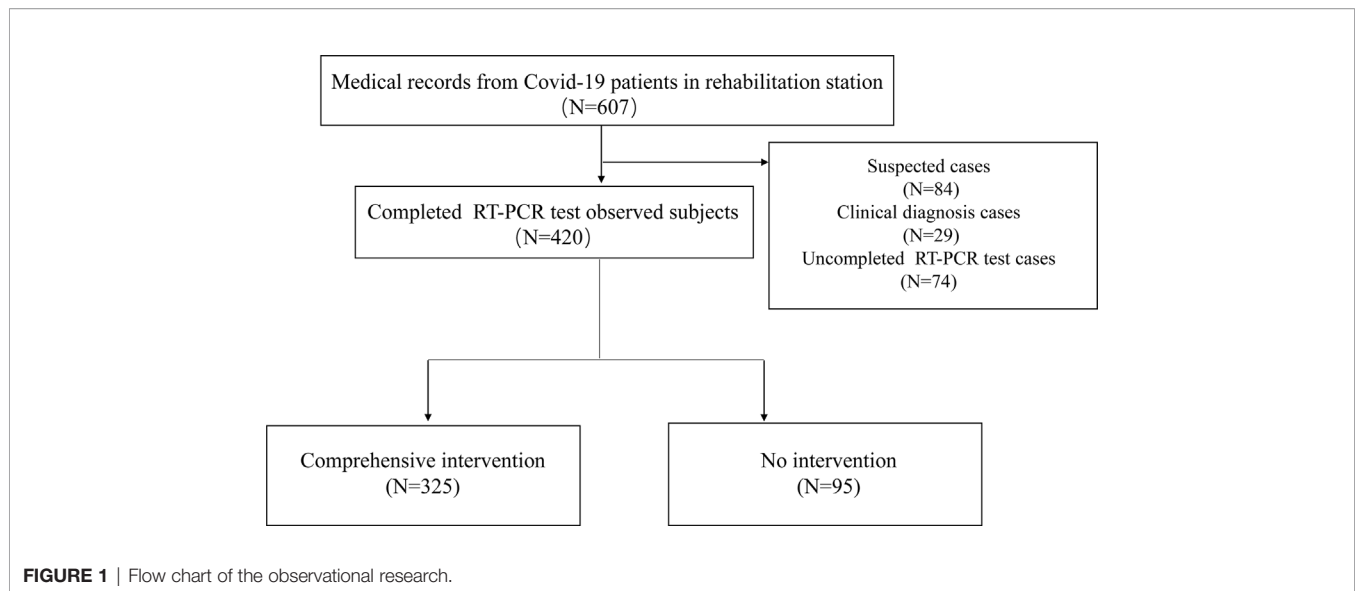 Medical records from Covid-19 patients in rehabilitation station
(N=607)
Suspected cases
(N=84)
Clinical diagnosis cases
(N=29)
Uncompleted RT-PCR test cases
(N=74)
Completed RT-PCR test observed subjects
(N=420)
Comprehensive intervention
(N=325)
No intervention
(N=95)
FIGURE 1 | Flow chart of the observational research.